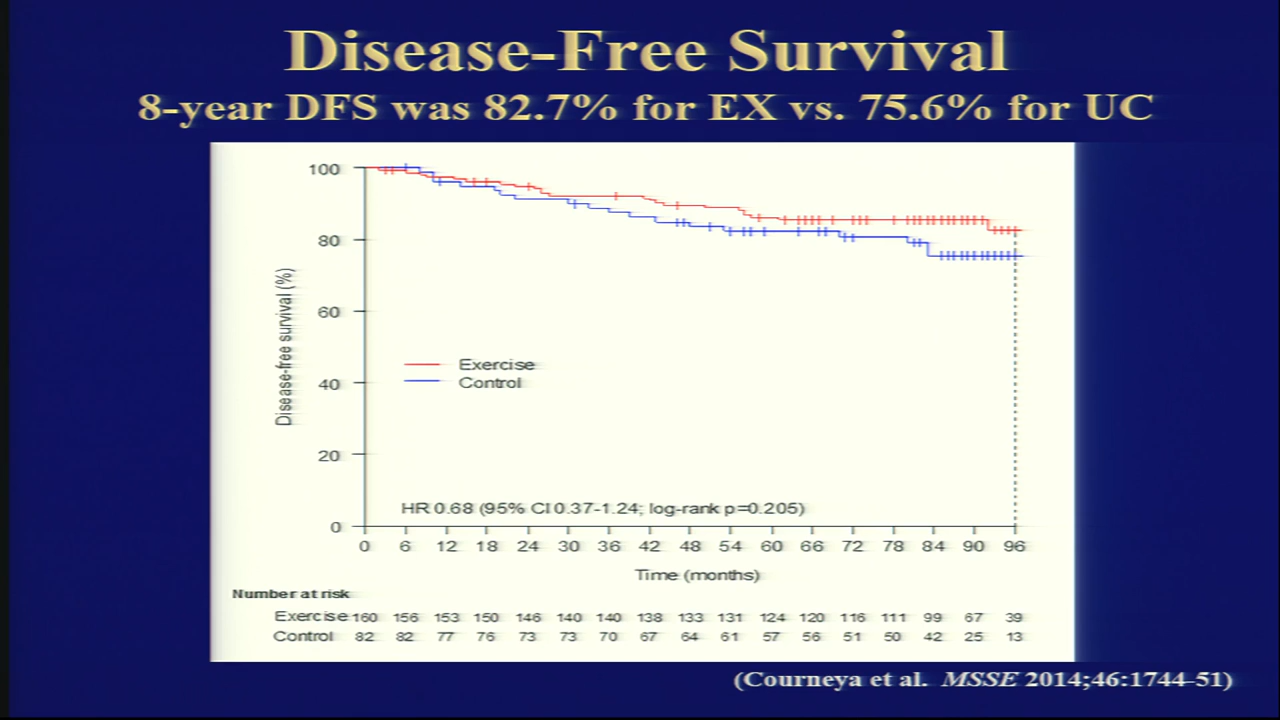 Disease-Free Survival
8-year DFS was 82.7% for EX vs. 75.6% for UC
100
80
60
40
20
0
Disease-free survival (%)
Exercise
Control
HR 0.68 (95% CI 0.37-1.24; log-rank p=0.205)
0 6 12 18 24 30 36 42 48 54 60 66 72 78 84 90 96
Time (months)
Number at risk
Exercise 160 156 153 150 146 140 140 138 133 131 124 120 116 111 99 67 39
Control 82 82 77 76 73 73 70 67 64 61 57 56 51 50 42 25 13
(Courneya et al. MSSE 2014;46:1744-51)